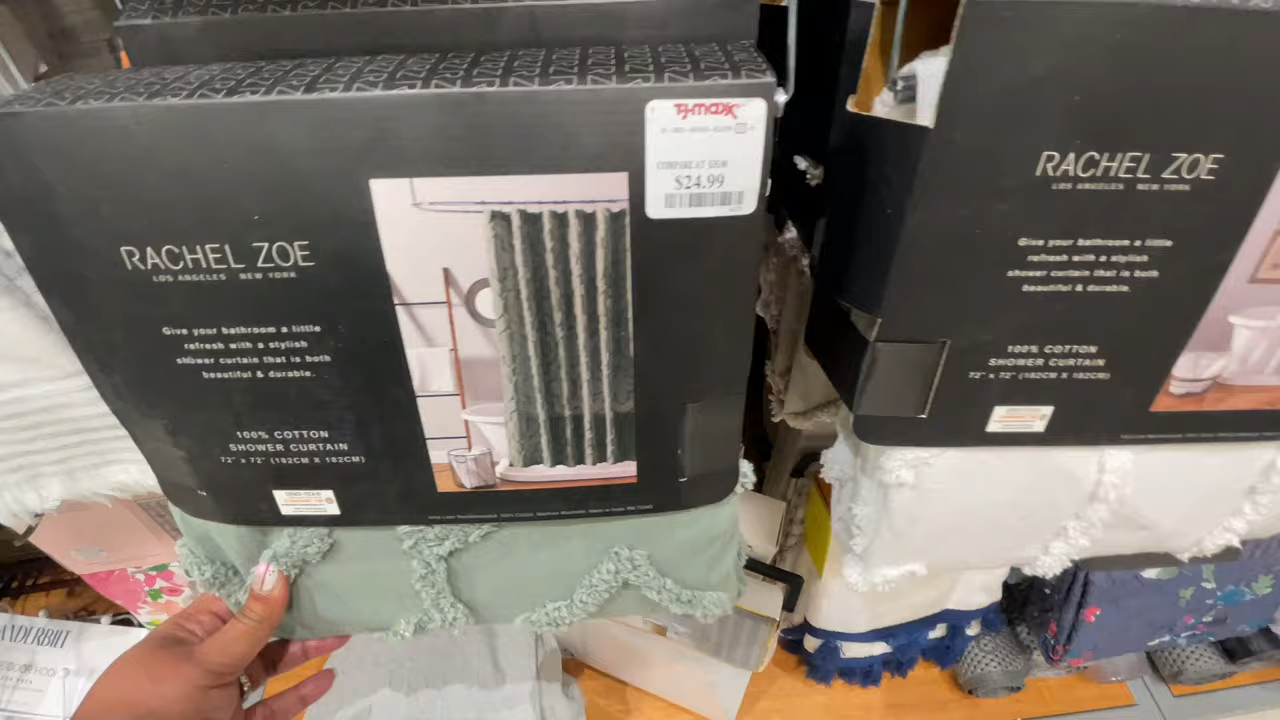 RACHEL ZOE
LOS ANGELES NEW YORK
Give your bathroom a little
refresh with a stylish
shower curtain that is both
beautiful & durable.
100% COTTON
SHOWER CURTAIN
72" x 72" (182CM X 182CM)
T.J.maxx
COMPARE AT
$24.99
RACHEL ZOE
LOS ANGELES NEW YORK
Give your bathroom a little
refresh with a stylish
shower curtain that is both
beautiful & durable.
100% COTTON
SHOWER CURTAIN
72" x 72" (182CM X 182CM)
ANDERBILT
DOOR HOOK